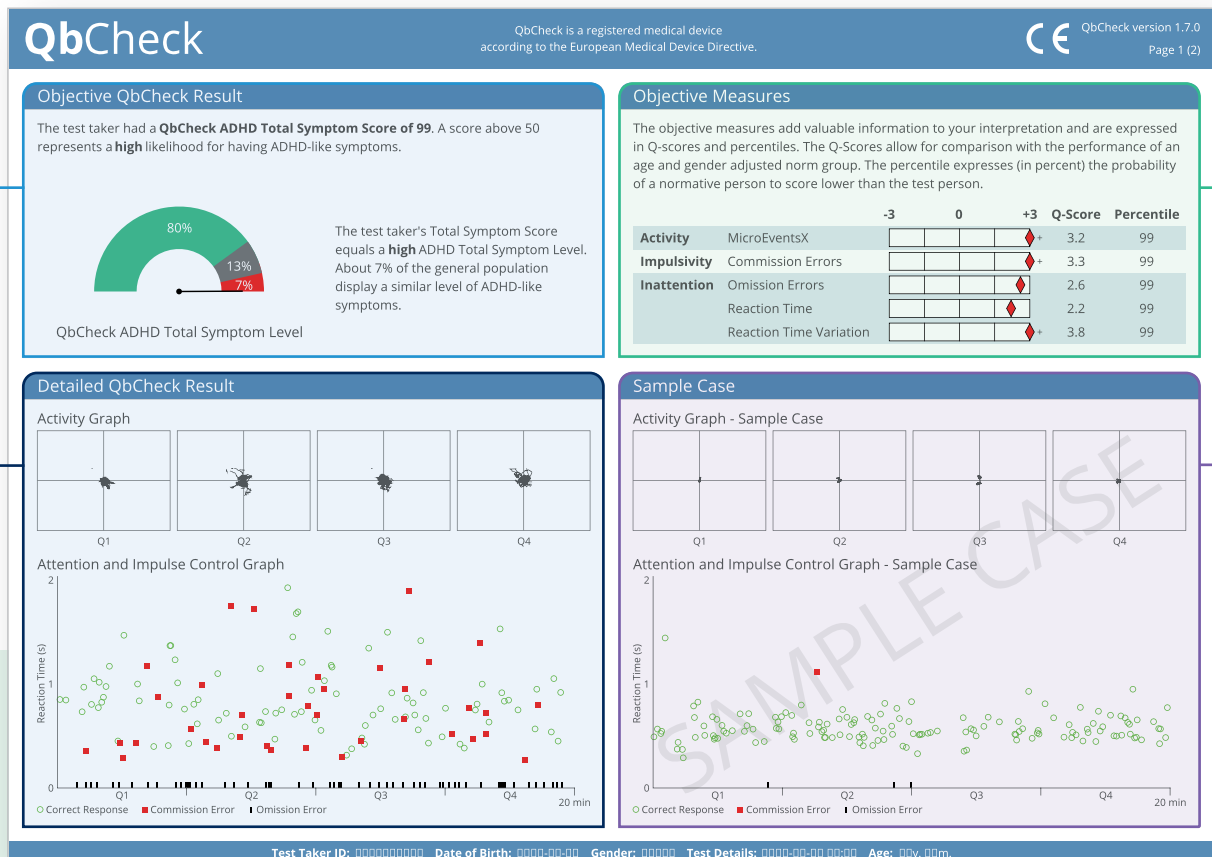 QbCheck
QbCheck is a registered medical device
according to the European Medical Device Directive.
CE
QbCheck version 1.7.0
Page 1 (2)
Objective QbCheck Result
The test taker had a QbCheck ADHD Total Symptom Score of 99. A score above 50
represents a high likelihood for having ADHD-like symptoms.
80%
13%
7%
QbCheck ADHD Total Symptom Level
The test taker's Total Symptom Score
equals a high ADHD Total Symptom Level.
About 7% of the general population
display a similar level of ADHD-like
symptoms.
Objective Measures
The objective measures add valuable information to your interpretation and are expressed
in Q-scores and percentiles. The Q-Scores allow for comparison with the performance of an
age and gender adjusted norm group. The percentile expresses (in percent) the probability
of a normative person to score lower than the test person.
-3 0 +3 Q-Score Percentile
Activity MicroEventsX + 3.2 99
Impulsivity Commission Errors + 3.3 99
Inattention Omission Errors 2.6 99
Reaction Time 2.2 99
Reaction Time Variation + 3.8 99
Detailed QbCheck Result
Activity Graph
Q1 Q2 Q3 Q4
Attention and Impulse Control Graph
2
1
0
Reaction Time (s)
Q1 Q2 Q3 Q4
20 min
Correct Response Commission Error Omission Error
Sample Case
Activity Graph - Sample Case
Q1 Q2 Q3 Q4
Attention and Impulse Control Graph - Sample Case
2
1
0
Reaction Time (s)
Q1 Q2 Q3 Q4
20 min
Correct Response Commission Error Omission Error
SAMPLE CASE
Test Taker ID: Date of Birth: Gender: Test Details: Age: y, m.